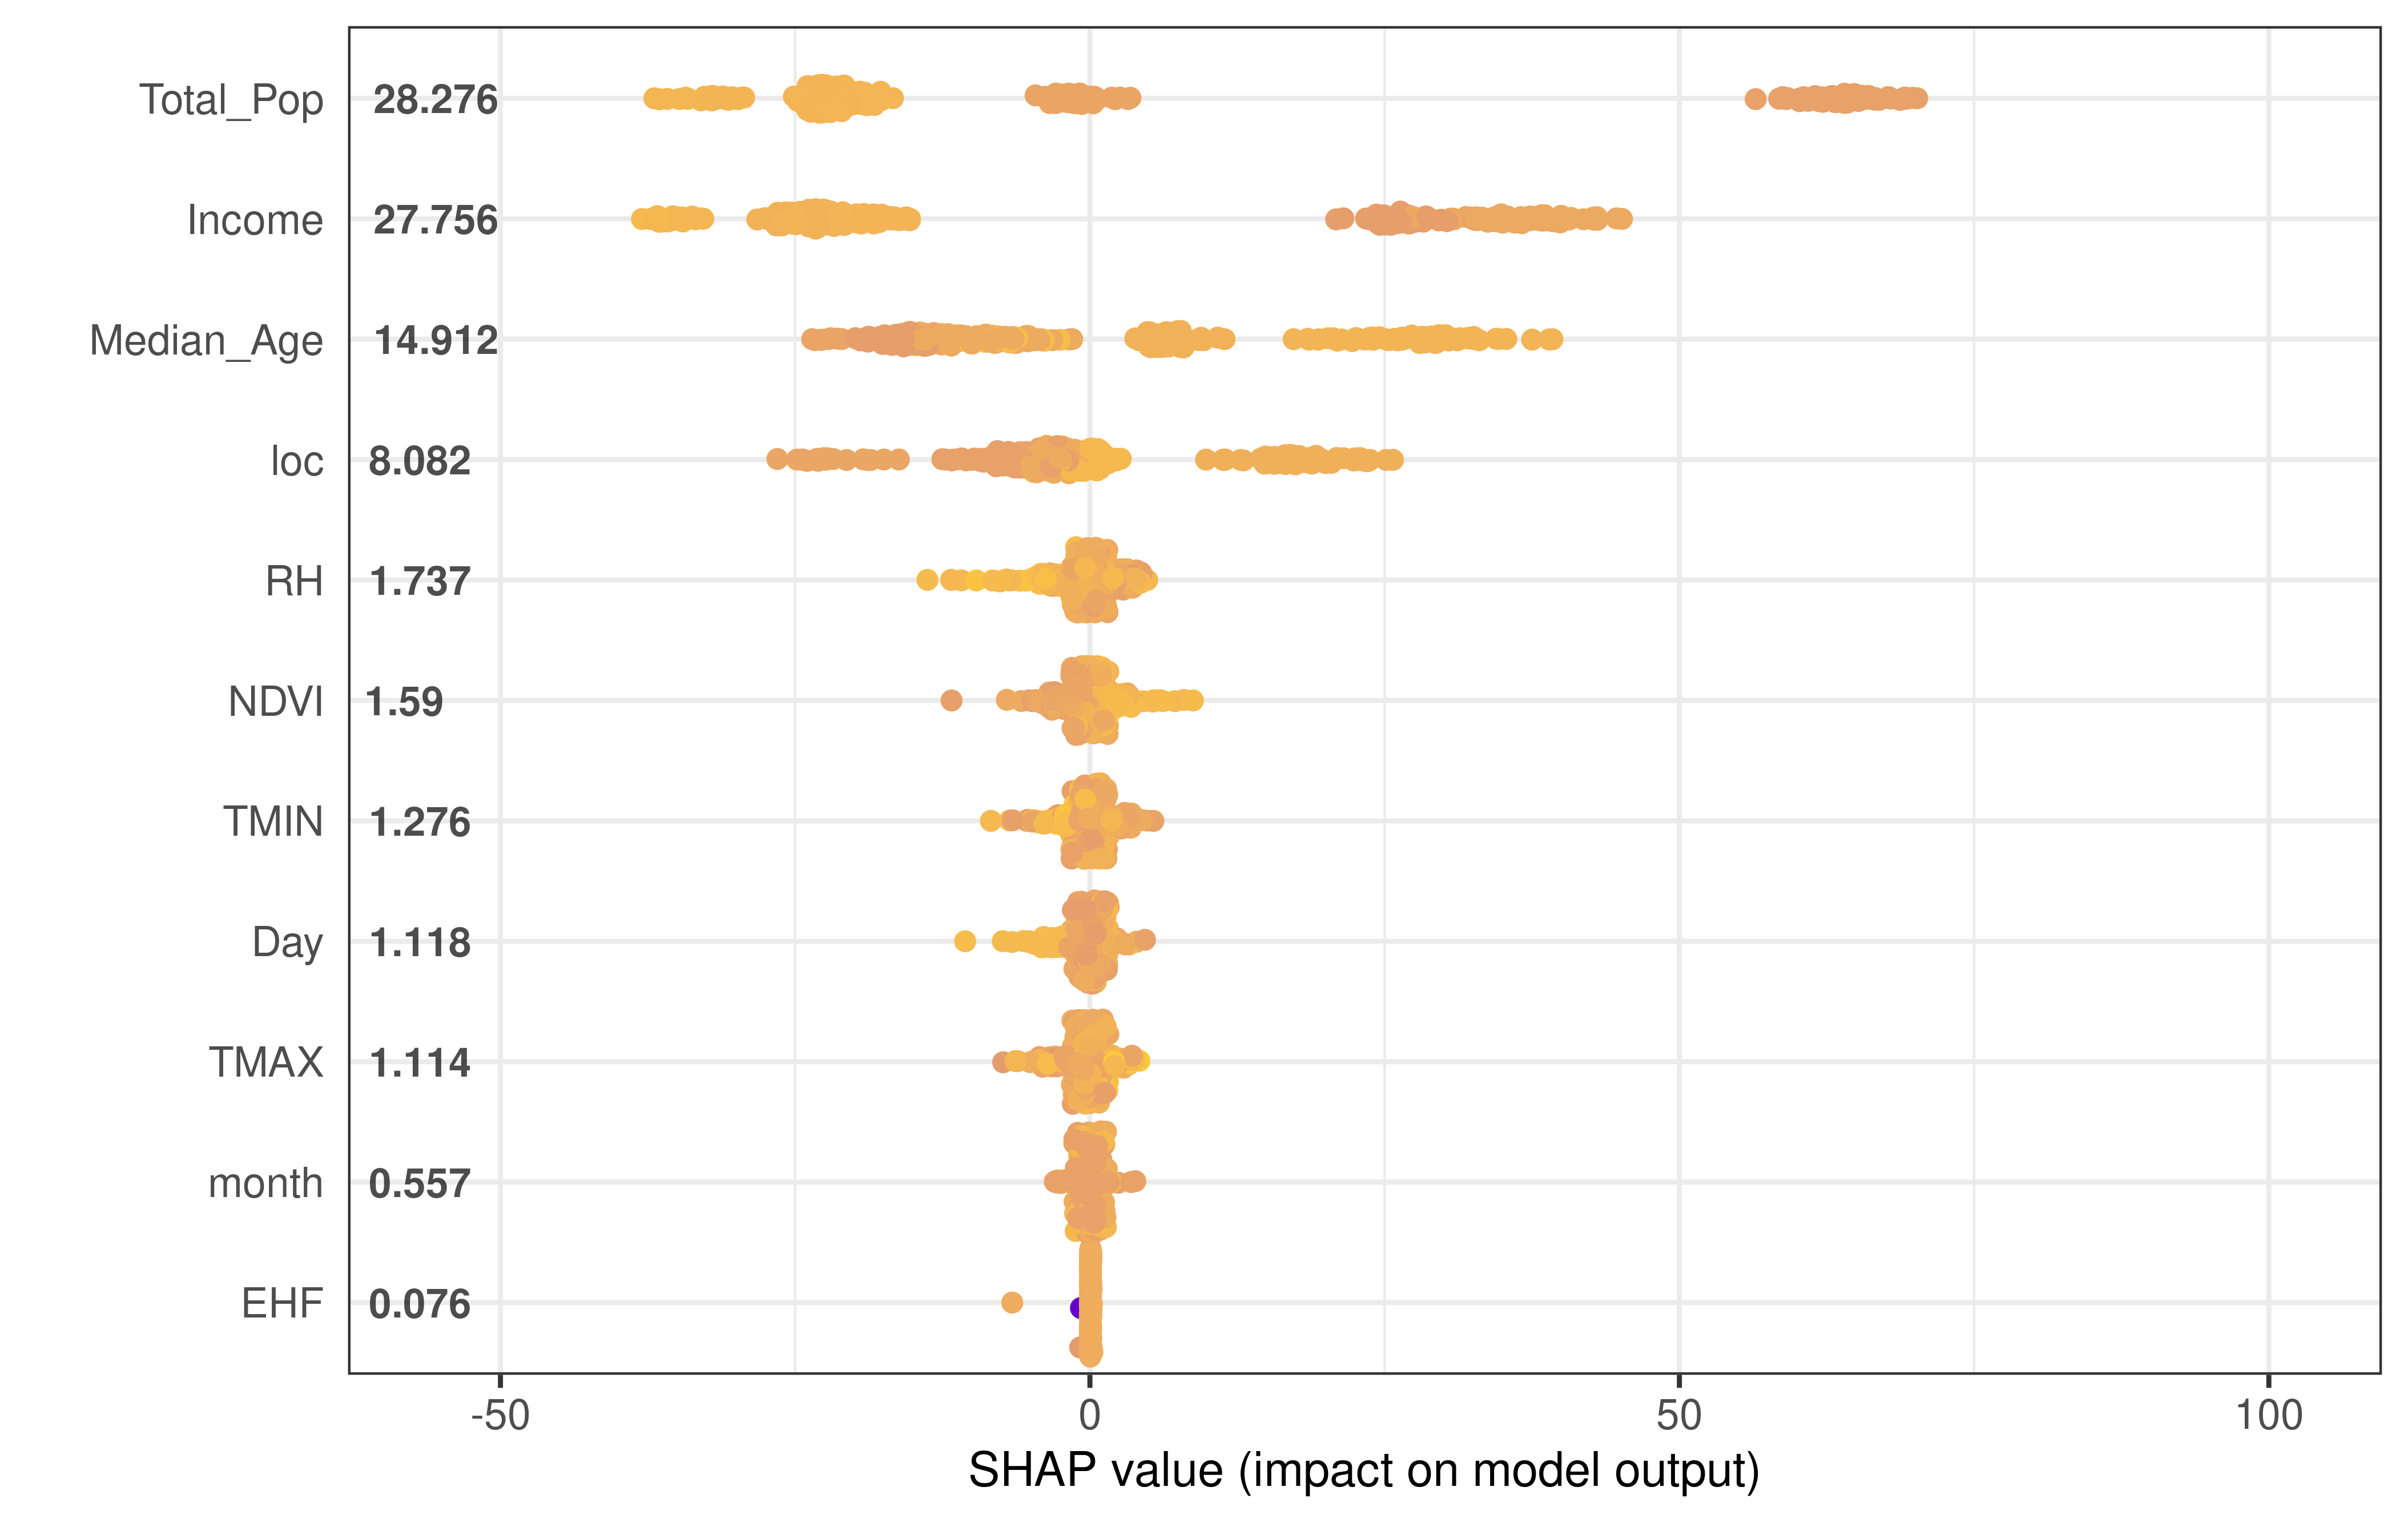 Total_Pop 28.276
Income 27.756
Median_Age 14.912
loc 8.082
RH 1.737
NDVI 1.59
TMIN 1.276
Day 1.118
TMAX 1.114
month 0.557
EHF 0.076
-50 0 50 100
SHAP value (impact on model output)